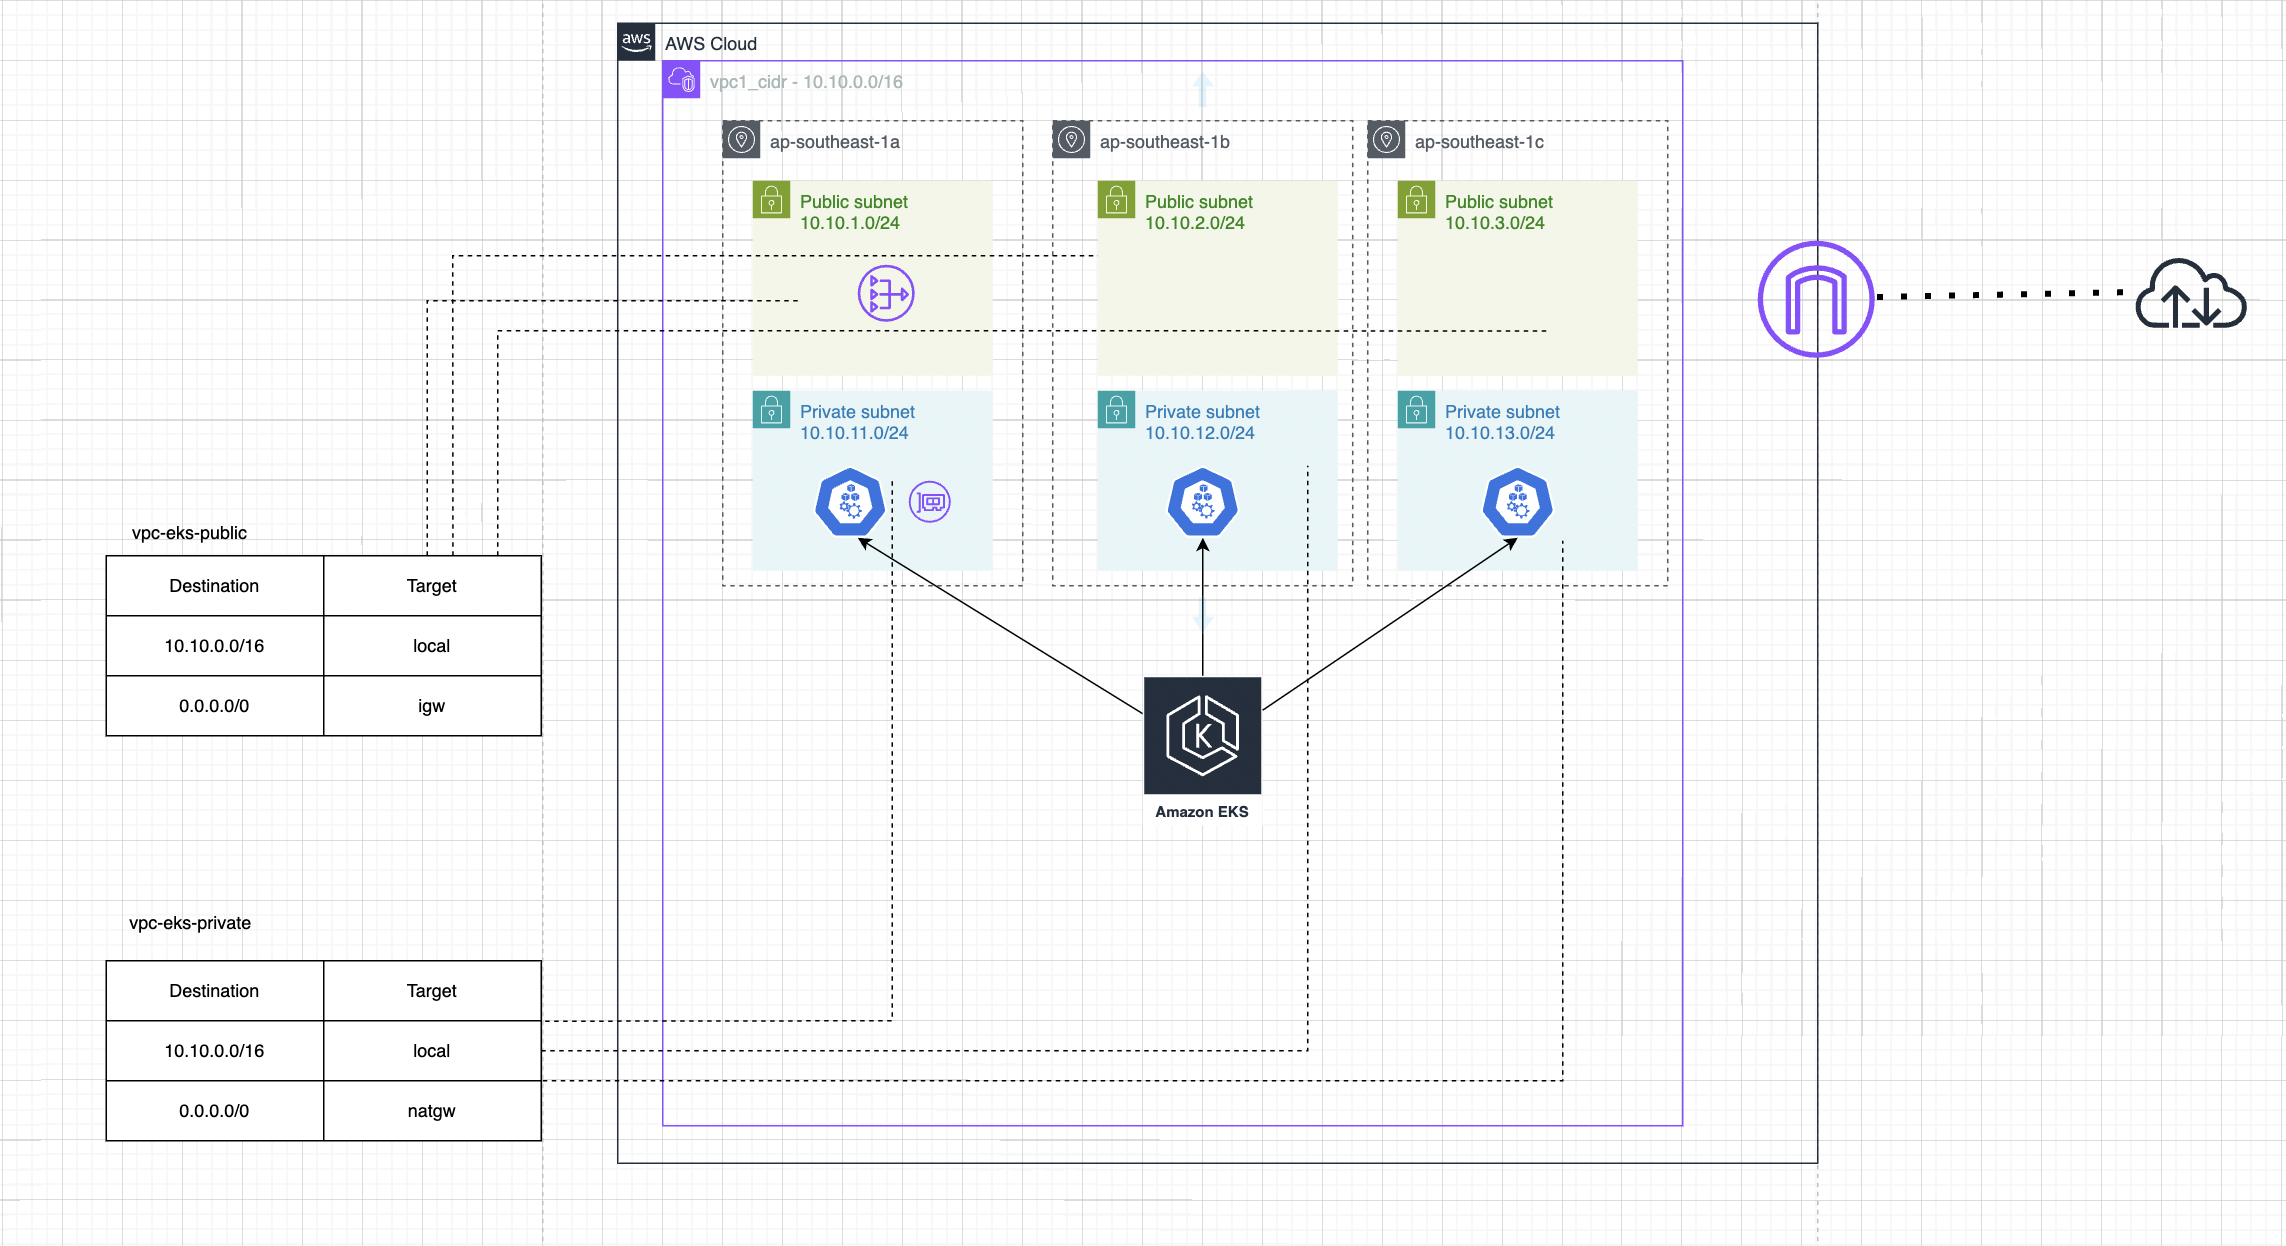 aws
AWS Cloud
vpc1_cidr - 10.10.0.0/16
ap-southeast-1a
ap-southeast-1b
ap-southeast-1c
Public subnet
10.10.1.0/24
Public subnet
10.10.2.0/24
Public subnet
10.10.3.0/24
Private subnet
10.10.11.0/24
Private subnet
10.10.12.0/24
Private subnet
10.10.13.0/24
vpc-eks-public
Destination
Target
10.10.0.0/16
local
0.0.0.0/0
igw
K
Amazon EKS
vpc-eks-private
Destination
Target
10.10.0.0/16
local
0.0.0.0/0
natgw